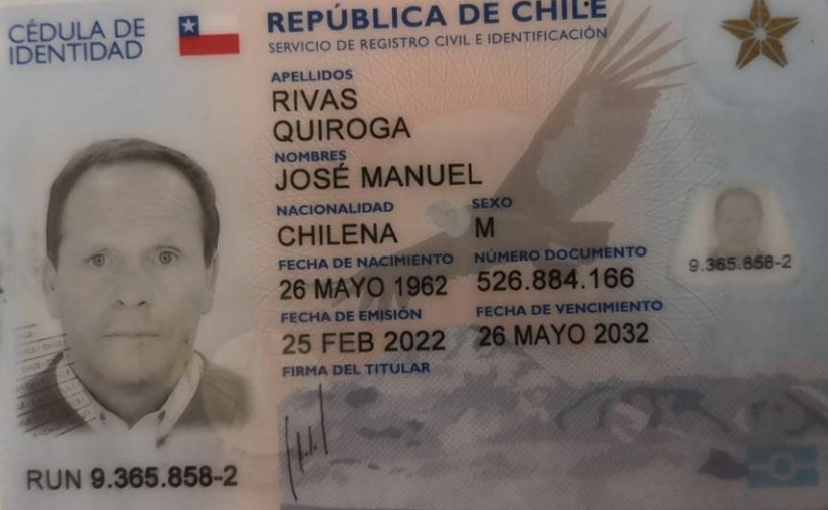 CÉDULA DE
IDENTIDAD
REPÚBLICA DE CHILE
SERVICIO DE REGISTRO CIVIL E IDENTIFICACIÓN
APELLIDOS
RIVAS
QUIROGA
NOMBRES
JOSÉ MANUEL
NACIONALIDAD SEXO
CHILENA M
FECHA DE NACIMIENTO NÚMERO DOCUMENTO
26 MAYO 1962 526.884.166
9.365.858-2
FECHA DE EMISIÓN FECHA DE VENCIMIENTO
25 FEB 2022 26 MAYO 2032
FIRMA DEL TITULAR
RUN 9.365.858-2